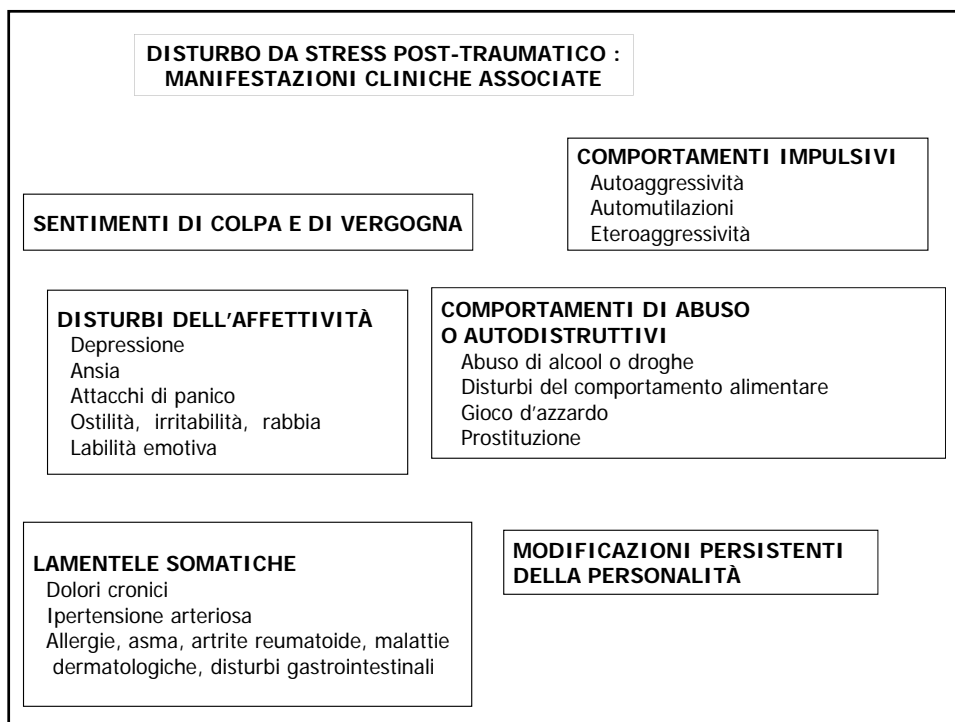 DISTURBO DA STRESS POST-TRAUMATICO :
MANIFESTAZIONI CLINICHE ASSOCIATE
COMPORTAMENTI IMPULSIVI
Autoaggressività
Automutilazioni
Eteroaggressività
SENTIMENTI DI COLPA E DI VERGOGNA
DISTURBI DELL'AFFETTIVITÀ
Depressione
Ansia
Attacchi di panico
Ostilità, irritabilità, rabbia
Labilità emotiva
COMPORTAMENTI DI ABUSO
O AUTODISTRUTTIVI
Abuso di alcool o droghe
Disturbi del comportamento alimentare
Gioco d'azzardo
Prostituzione
LAMENTELE SOMATICHE
Dolori cronici
Ipertensione arteriosa
Allergie, asma, artrite reumatoide, malattie
dermatologiche, disturbi gastrointestinali
MODIFICAZIONI PERSISTENTI
DELLA PERSONALITÀ